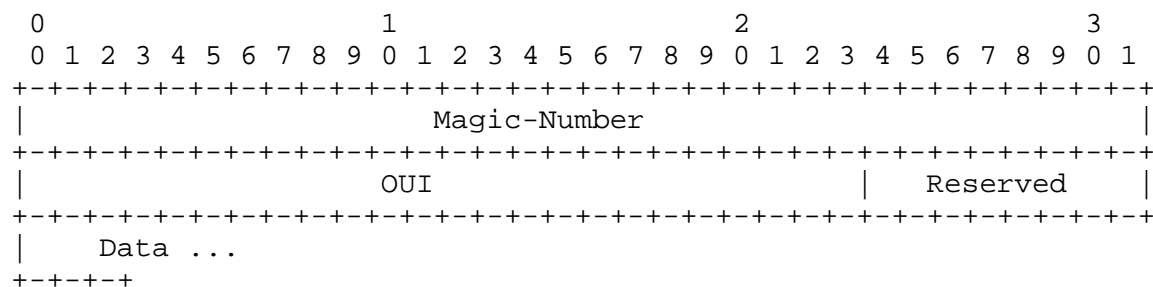 0                   1                   2                   3
 0 1 2 3 4 5 6 7 8 9 0 1 2 3 4 5 6 7 8 9 0 1 2 3 4 5 6 7 8 9 0 1
+-+-+-+-+-+-+-+-+-+-+-+-+-+-+-+-+-+-+-+-+-+-+-+-+-+-+-+-+-+-+-+-+
|                         Magic-Number                          |
+-+-+-+-+-+-+-+-+-+-+-+-+-+-+-+-+-+-+-+-+-+-+-+-+-+-+-+-+-+-+-+-+
|                      OUI                      |   Reserved    |
+-+-+-+-+-+-+-+-+-+-+-+-+-+-+-+-+-+-+-+-+-+-+-+-+-+-+-+-+-+-+-+-+
|    Data ...
+-+-+-+